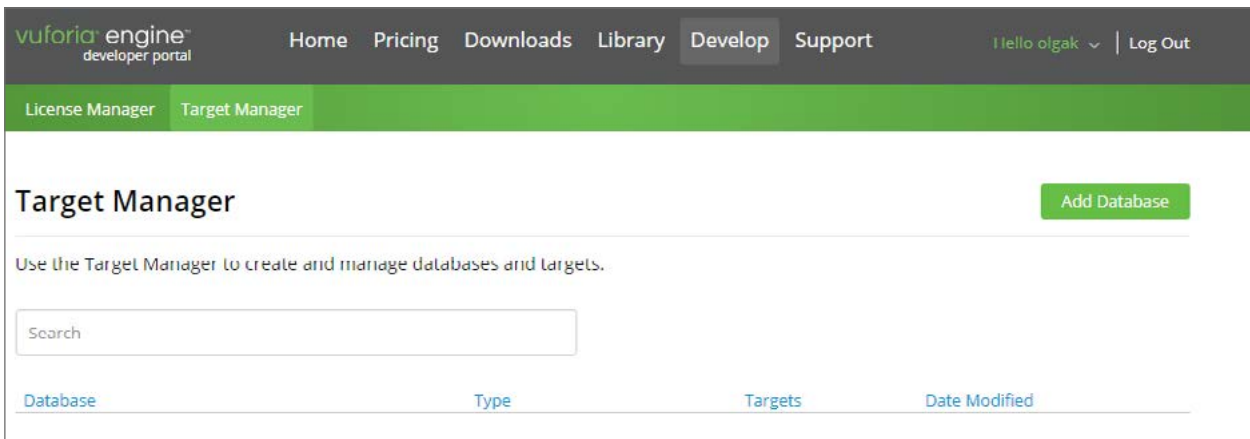 vuforia engine™
developer portal
Home Pricing Downloads Library Develop Support
Hello olgak | Log Out
License Manager Target Manager
Target Manager
Add Database
Use the Target Manager to create and manage databases and targets.
Search
Database Type Targets Date Modified